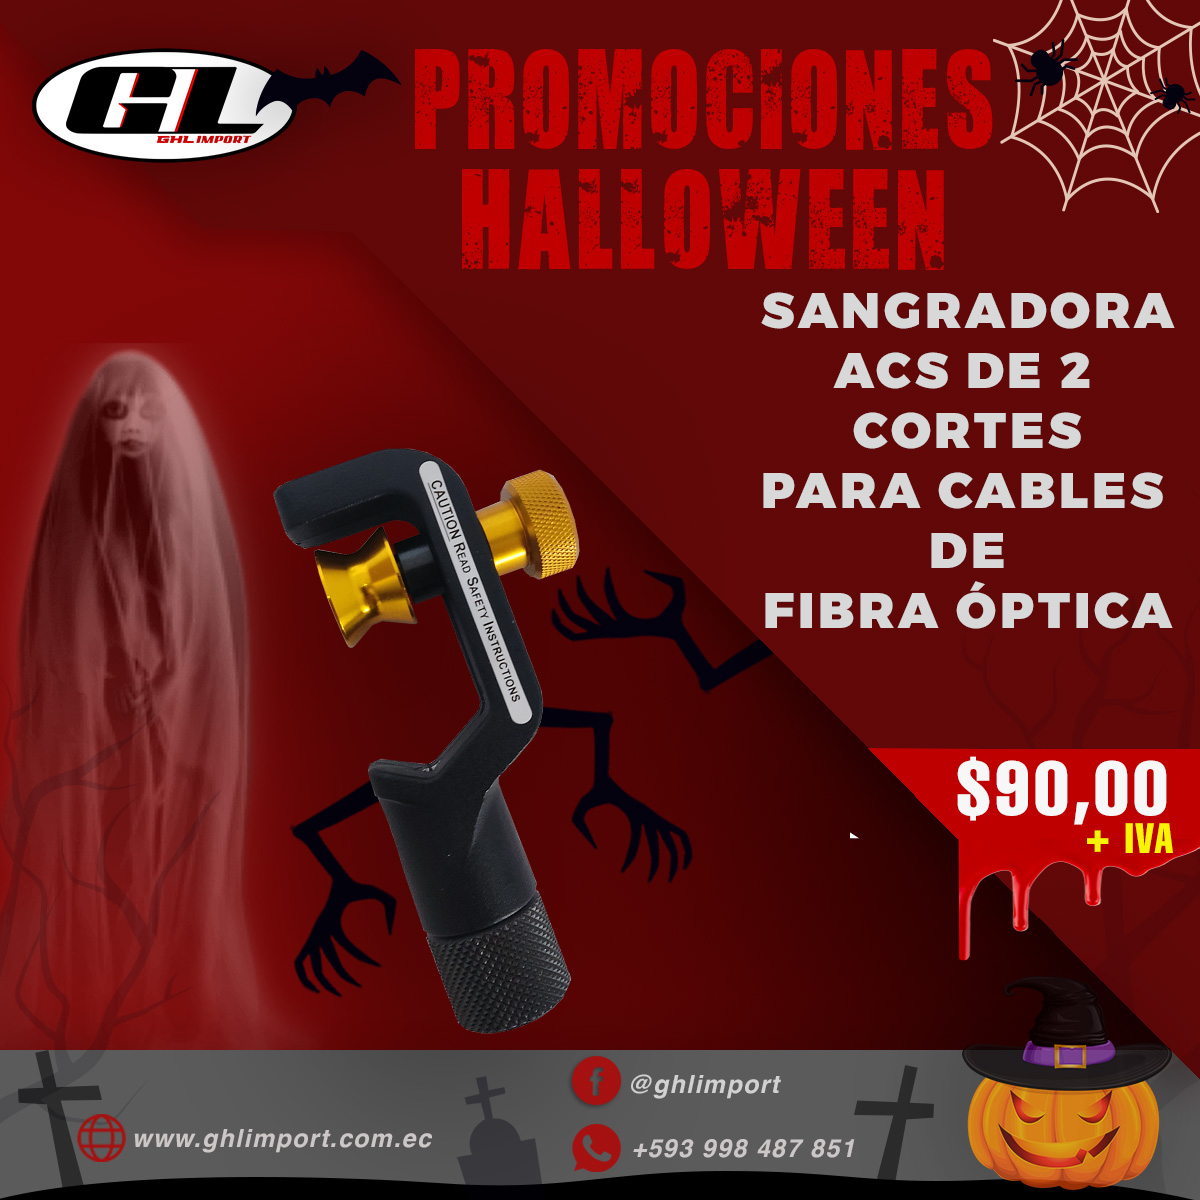 GHL
GHL IMPORT
PROMOCIONES
HALLOWEEN
SANGRADORA
ACS DE 2
CORTES
PARA CABLES
DE
FIBRA ÓPTICA
CAUTION READ SAFETY INSTRUCTIONS
$90,00
+ IVA
@ghlimport
www.ghlimport.com.ec
+593 998 487 851